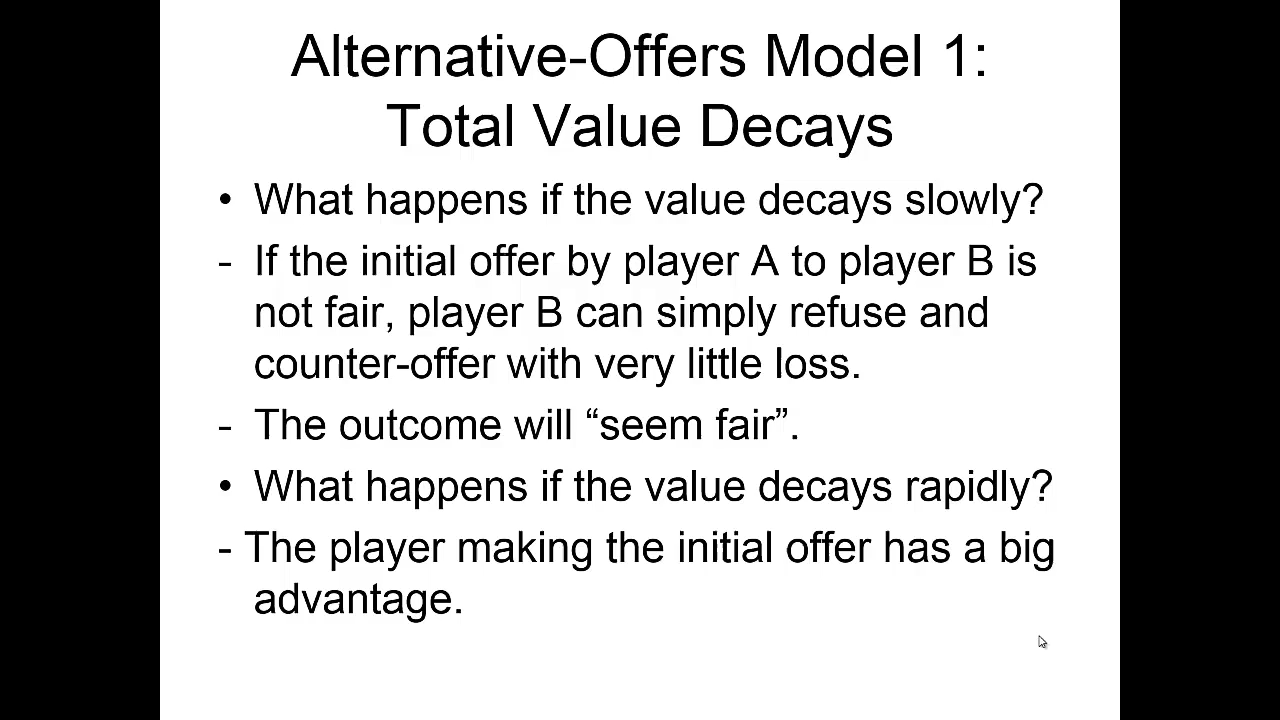 Alternative-Offers Model 1:
Total Value Decays
• What happens if the value decays slowly?
- If the initial offer by player A to player B is
not fair, player B can simply refuse and
counter-offer with very little loss.
- The outcome will “seem fair”.
• What happens if the value decays rapidly?
- The player making the initial offer has a big
advantage.